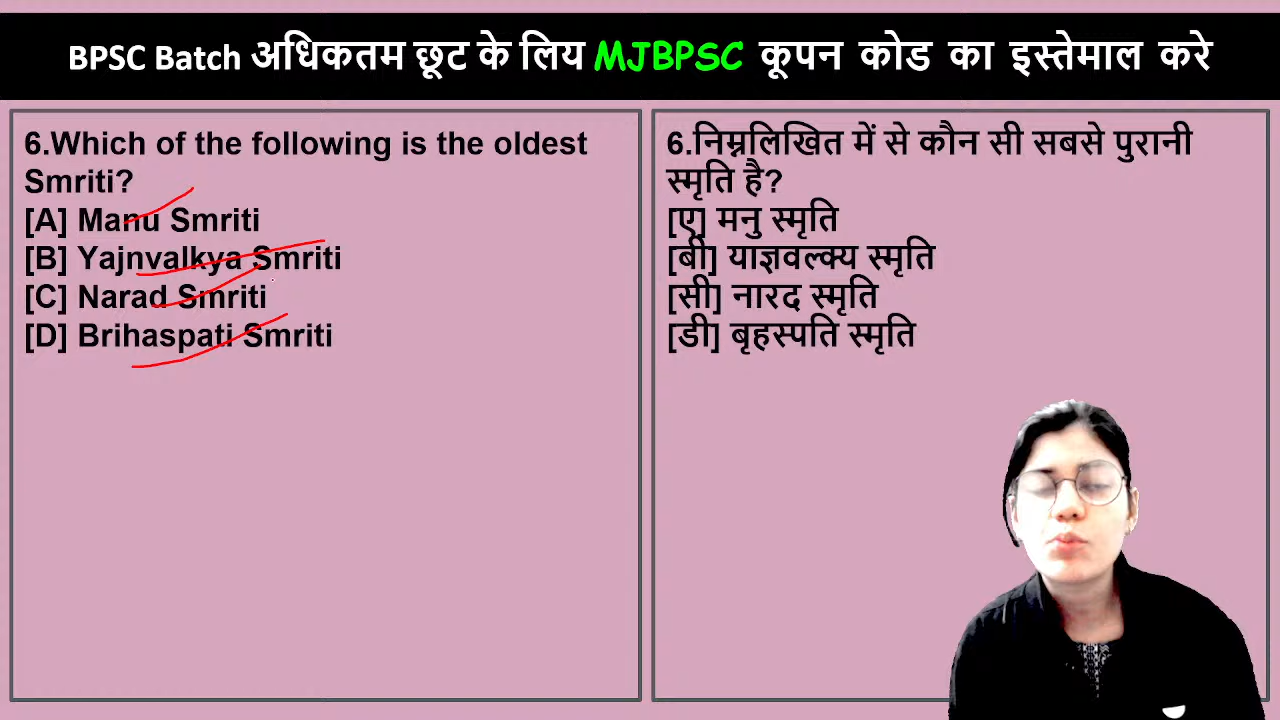 BPSC Batch अधिकतम छूट के लिय MJBPSC कूपन कोड का इस्तेमाल करे
6.Which of the following is the oldest
Smriti?
[A] Manu Smriti
[B] Yajnvalkya Smriti
[C] Narad Smriti
[D] Brihaspati Smriti
6.निम्नलिखित में से कौन सी सबसे पुरानी
स्मृति है?
[ए] मनु स्मृति
[बी] याज्ञवल्क्य स्मृति
[सी] नारद स्मृति
[डी] बृहस्पति स्मृति